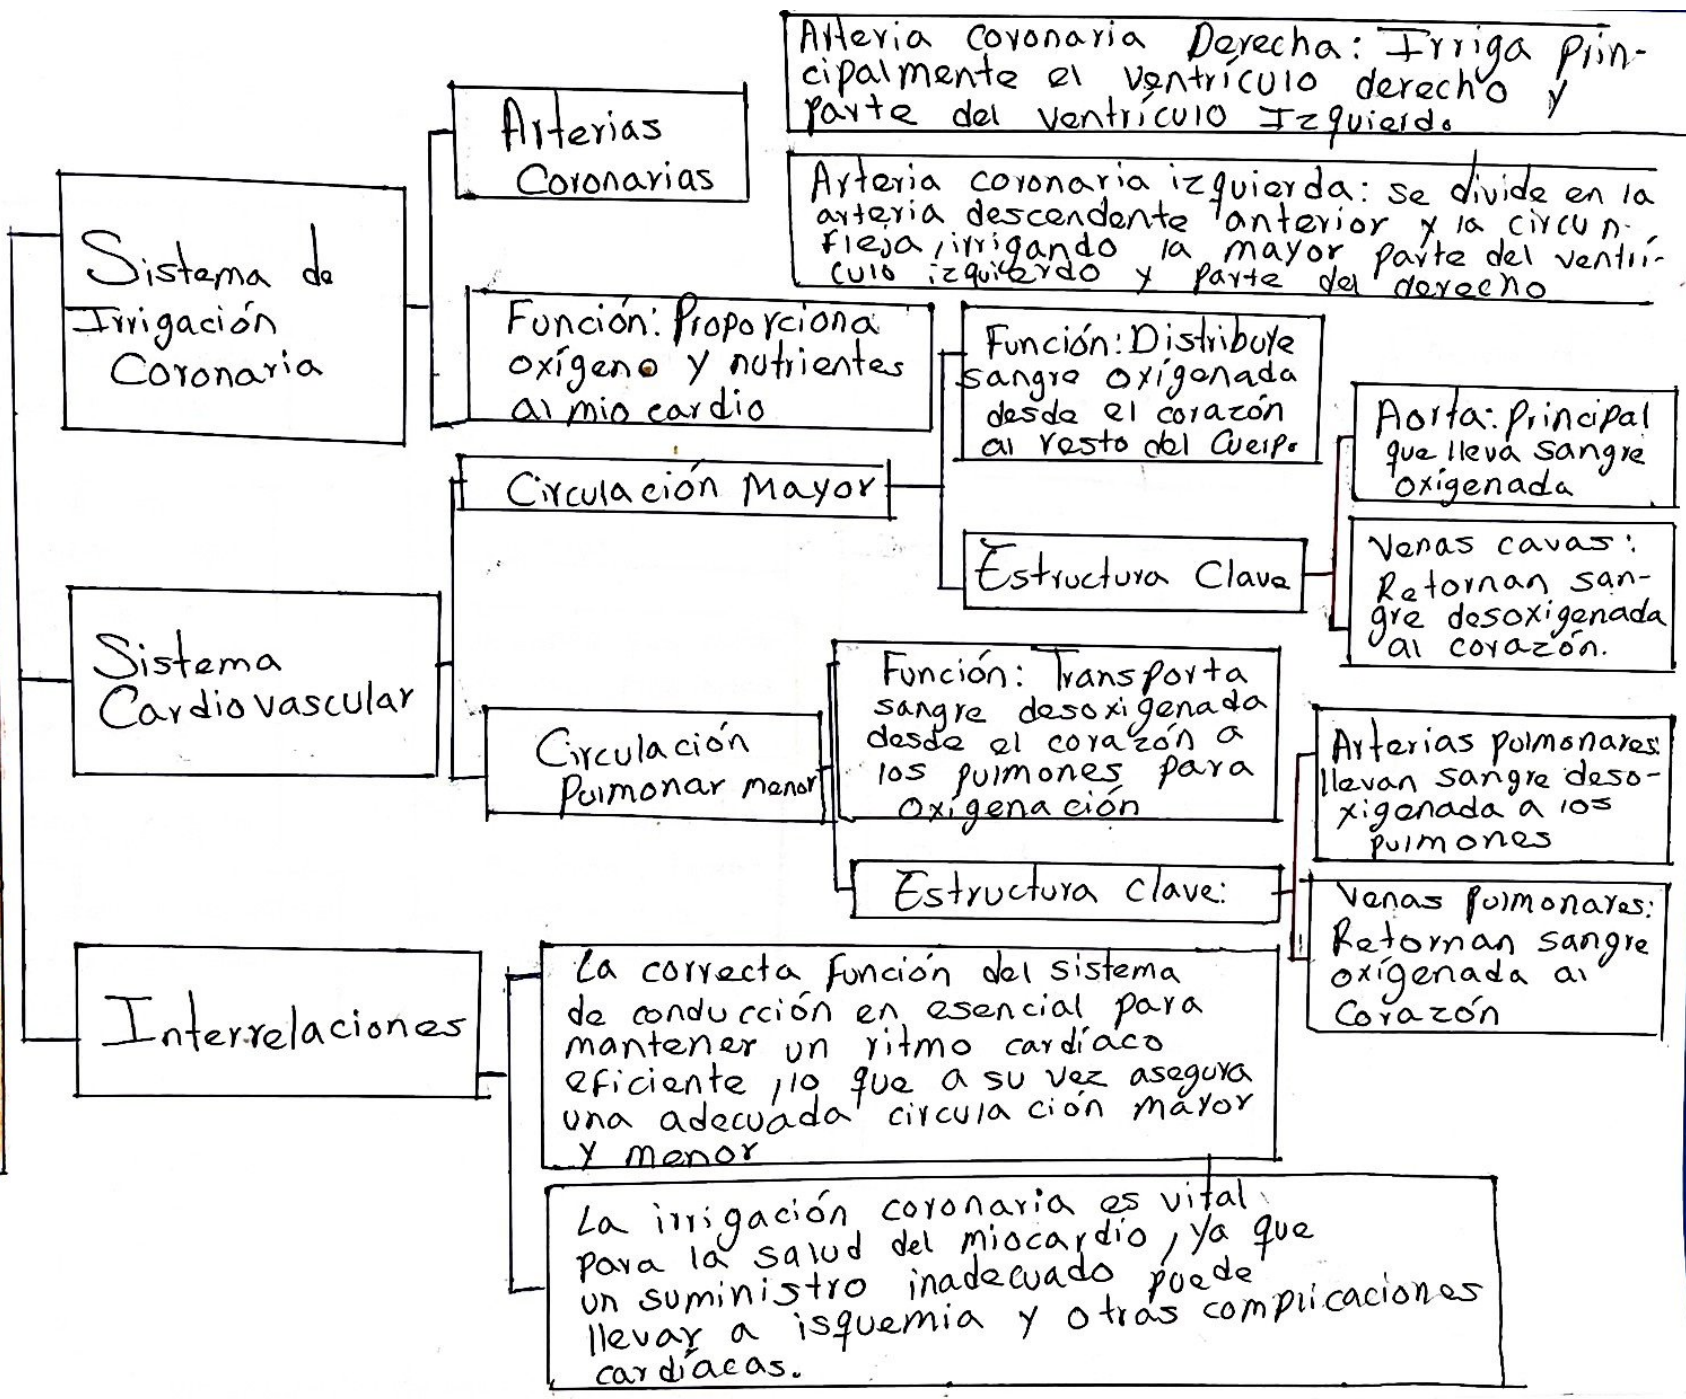 Arteria Coronaria Derecha: Irriga prin-
cipalmente el ventrículo derecho y
parte del ventrículo Izquierdo
Arterias
Coronarias
Arteria coronaria izquierda: se divide en la
arteria descendente anterior y la circun-
fleja, irrigando la mayor parte del ventrí-
culo izquierdo y parte del derecho
Sistema de
Irrigación
Coronaria
Función: Proporciona
oxígeno y nutrientes
al mio cardio
Sistema
Cardiovascular
Circulación Mayor
Función: Distribuye
sangre oxígenada
desde el corazón
al resto del Cuerpo
Estructura Clave
Aorta: principal
que lleva sangre
oxígenada
Venas cavas:
Retornan san-
gre desoxigenada
al corazón.
Circulación
Pulmonar menor
Función: Transporta
sangre desoxigenada
desde el corazón a
los pulmones para
oxígenación
Estructura clave:
Arterias pulmonares:
llevan sangre deso-
xigenada a los
pulmones
Venas pulmonares:
Retornan sangre
oxígenada al
Corazón
Interrelaciones
La correcta función del sistema
de conducción en esencial para
mantener un ritmo cardíaco
eficiente, lo que a su vez asegura
una adecuada circulación mayor
y menor
La irrigación coronaria es vital
para la salud del miocardio, ya que
un suministro inadecuado puede
llevar a isquemia y otras complicaciones
cardíacas.